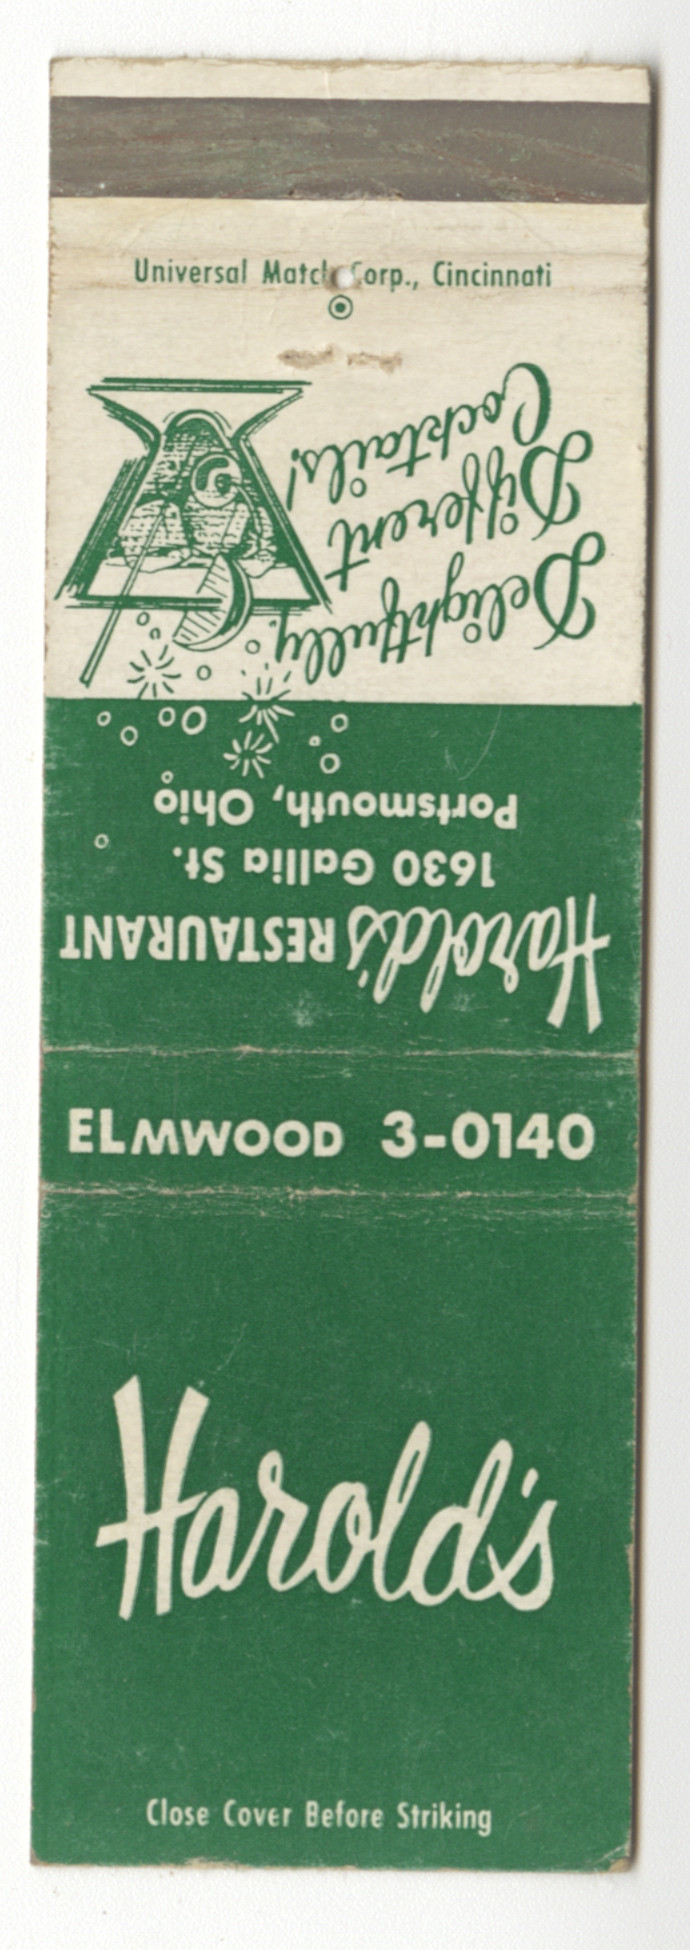 Universal Match Corp., Cincinnati
Delightfully
Different
Cocktails!
Harold's RESTAURANT
1630 Gallia St.
Portsmouth, Ohio
ELMWOOD 3-0140
Harold's
Close Cover Before Striking